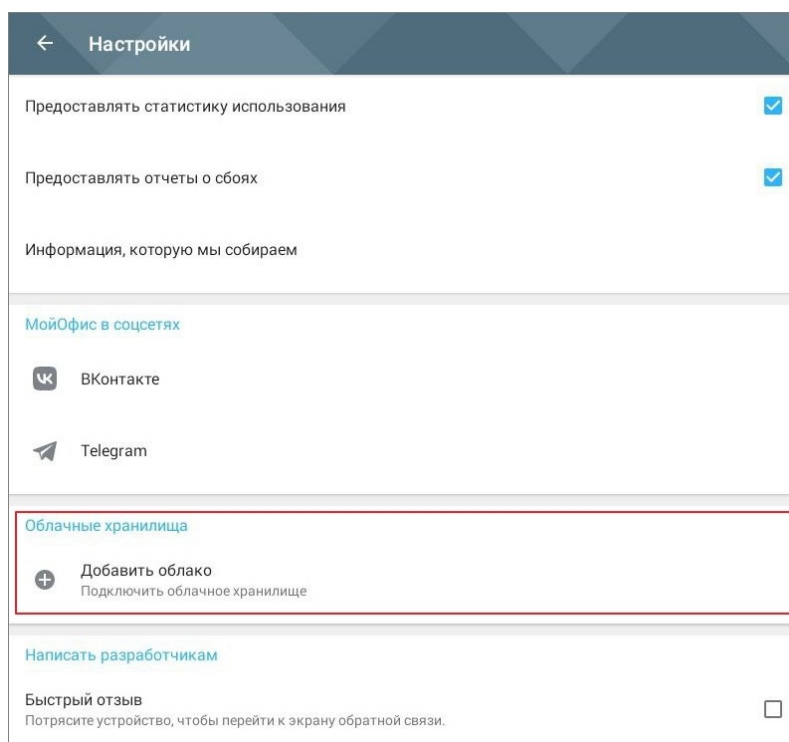 Настройки
Предоставлять статистику использования
Предоставлять отчеты о сбоях
Информация, которую мы собираем
МойОфис в соцсетях
ВКонтакте
Telegram
Облачные хранилища
Добавить облако
Подключить облачное хранилище
Написать разработчикам
Быстрый отзыв
Потрясите устройство, чтобы перейти к экрану обратной связи.